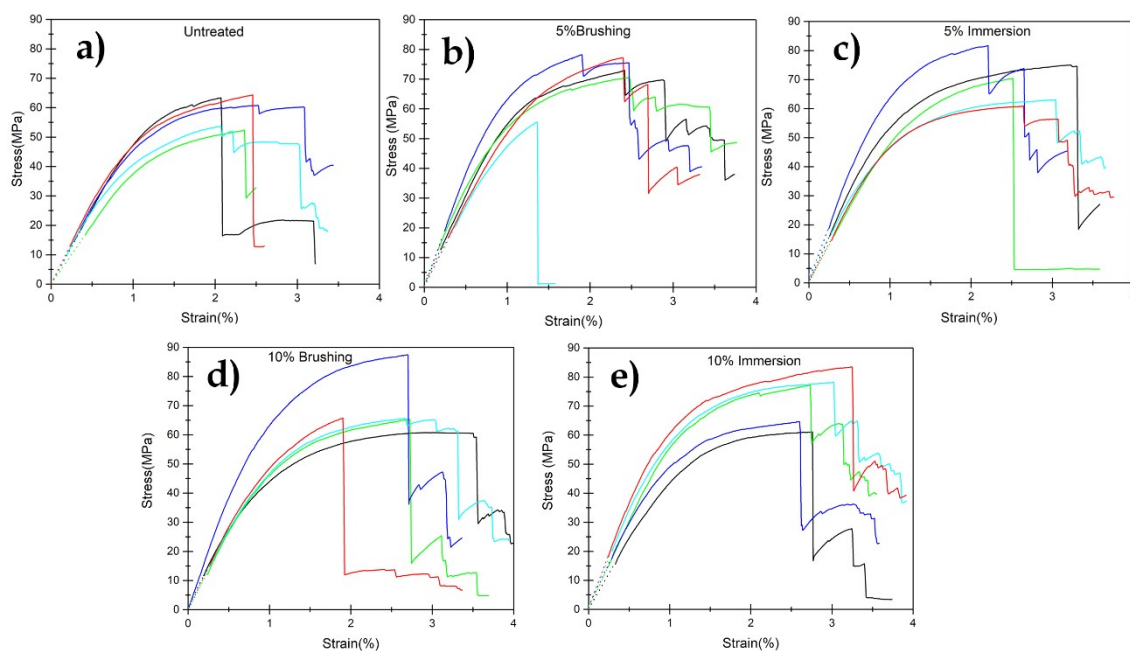 a)
Untreated
Stress (MPa)
90
80
70
60
50
40
30
20
10
0
0 1 2 3 4
Strain(%)
b)
5%Brushing
Stress(MPa)
90
80
70
60
50
40
30
20
10
0
0 1 2 3 4
Strain(%)
c)
5% Immersion
Stress (MPa)
90
80
70
60
50
40
30
20
10
0
0 1 2 3
Strain(%)
d)
10% Brushing
Stress(MPa)
90
80
70
60
50
40
30
20
10
0
0 1 2 3 4
Strain(%)
e)
10% Immersion
Stress (MPa)
90
80
70
60
50
40
30
20
10
0
0 1 2 3 4
Strain(%)